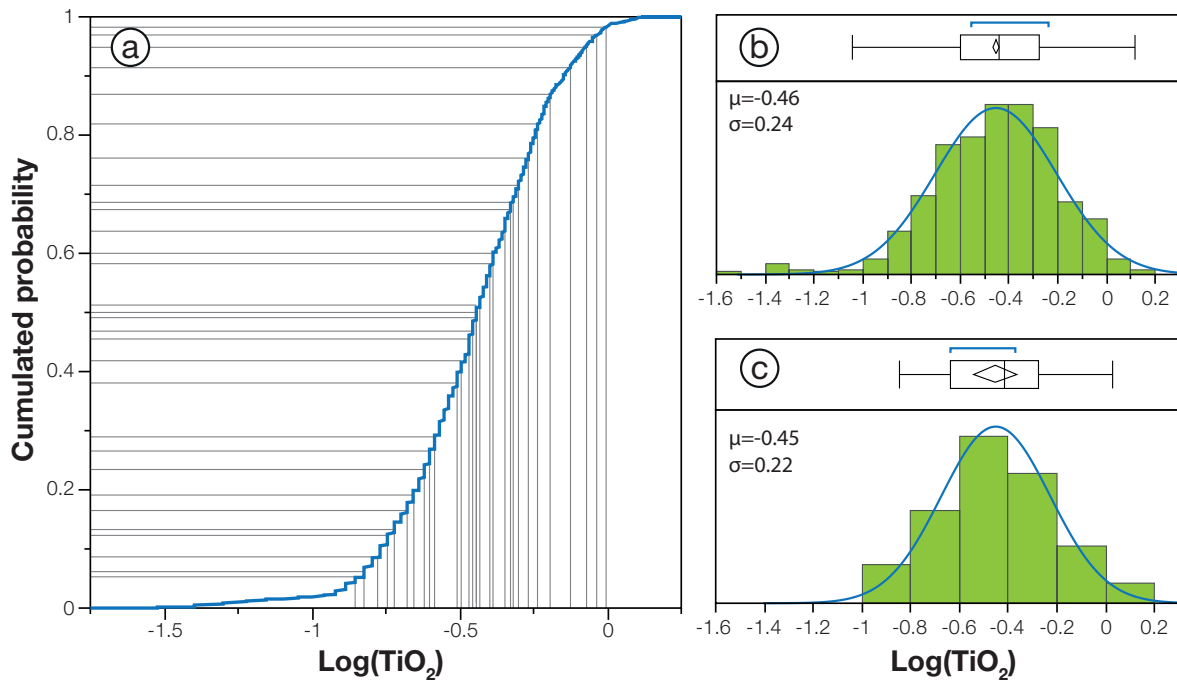 a
Cumulated probability
1
0.8
0.6
0.4
0.2
0
-1.5
-1
-0.5
0
Log(TiO2)
b
μ=-0.46
σ=0.24
-1.6 -1.4 -1.2 -1 -0.8 -0.6 -0.4 -0.2 0 0.2
c
μ=-0.45
σ=0.22
-1.6 -1.4 -1.2 -1 -0.8 -0.6 -0.4 -0.2 0 0.2
Log(TiO2)